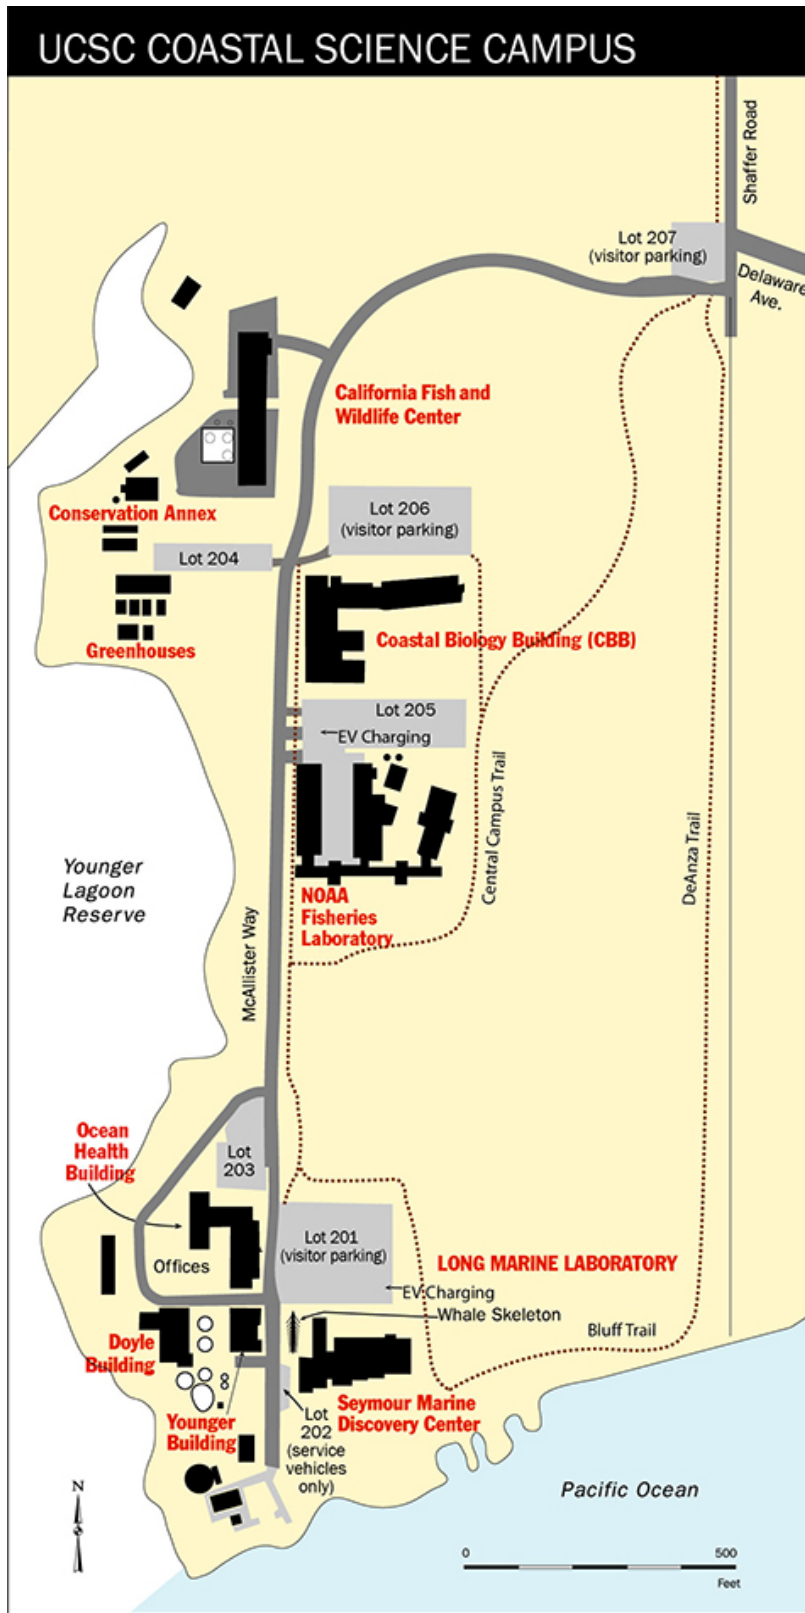 UCSC COASTAL SCIENCE CAMPUS
Shaffer Road
Lot 207
(visitor parking)
Delaware
Ave.
California Fish and
Wildlife Center
Conservation Annex
Lot 206
(visitor parking)
Lot 204
Greenhouses
Coastal Biology Building (CBB)
Lot 205
EV Charging
Central Campus Trail
DeAnza Trail
Younger
Lagoon
Reserve
NOAA
Fisheries
Laboratory
McAllister Way
Ocean
Health
Building
Lot
203
Lot 201
(visitor parking)
Offices
LONG MARINE LABORATORY
EV Charging
Whale Skeleton
Bluff Trail
Doyle
Building
Younger
Building
Seymour Marine
Discovery Center
Lot
202
(service
vehicles
only)
N
Pacific Ocean
0 500
Feet